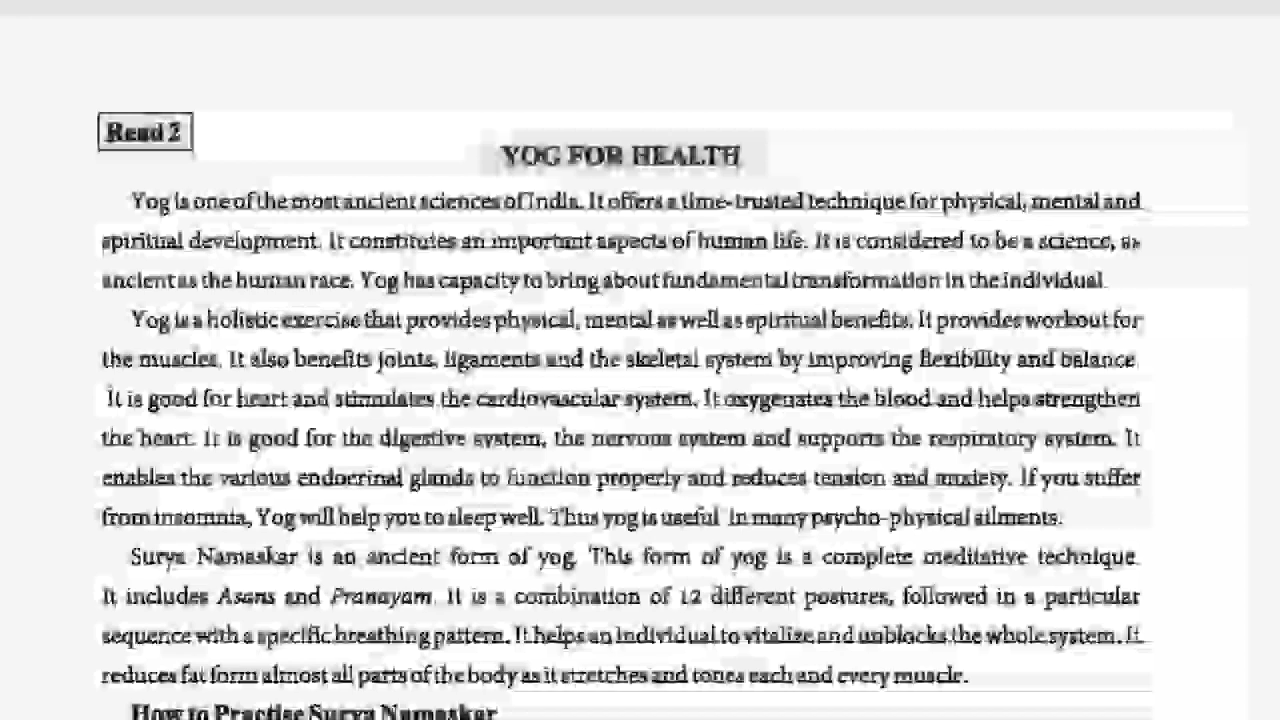 Read 2
YOG FOR HEALTH
Yog is one of the most ancient sciences of India. It offers a time-trusted technique for physical, mental and
spiritual development. It constitutes an important aspects of human life. It is considered to be a science, as
ancient as the human race. Yog has capacity to bring about fundamental transformation in the individual.
Yog is a holistic exercise that provides physical, mental as well as spiritual benefits. It provides workout for
the muscles. It also benefits joints, ligaments and the skeletal system by improving flexibility and balance.
It is good for heart and stimulates the cardiovascular system. It oxygenates the blood and helps strengthen
the heart. It is good for the digestive system, the nervous system and supports the respiratory system. It
enables the various endocrinal glands to function properly and reduces tension and anxiety. If you suffer
from insomnia, Yog will help you to sleep well. Thus yog is useful in many psycho-physical ailments.
Surya Namaskar is an ancient form of yog. This form of yog is a complete meditative technique.
It includes Asans and Pranayam. It is a combination of 12 different postures, followed in a particular
sequence with a specific breathing pattern. It helps an individual to vitalize and unblocks the whole system. It
reduces fat form almost all parts of the body as it stretches and tones each and every muscle.
How to Practise Surya Namaskar